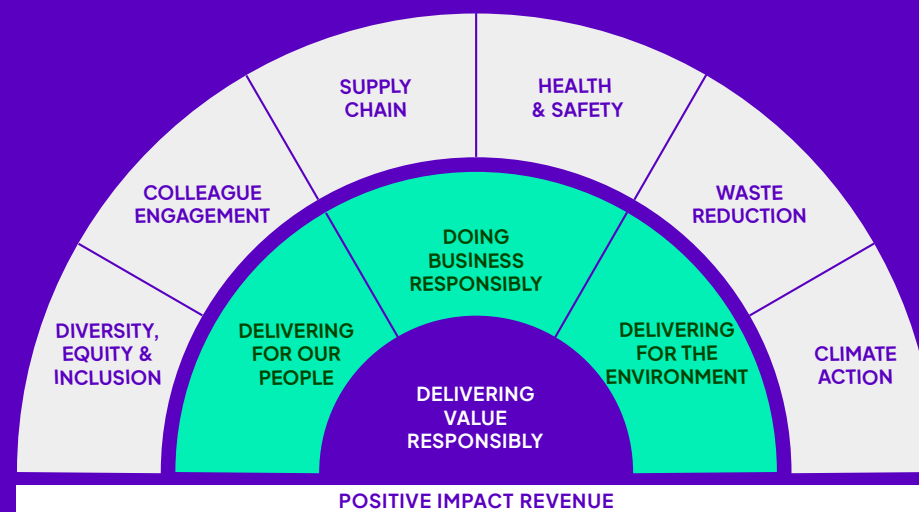 SUPPLY
CHAIN
HEALTH
& SAFETY
COLLEAGUE
ENGAGEMENT
WASTE
REDUCTION
DOING
BUSINESS
RESPONSIBLY
DIVERSITY,
EQUITY &
INCLUSION
DELIVERING
FOR OUR
PEOPLE
DELIVERING
FOR THE
ENVIRONMENT
CLIMATE
ACTION
DELIVERING
VALUE
RESPONSIBLY
POSITIVE IMPACT REVENUE